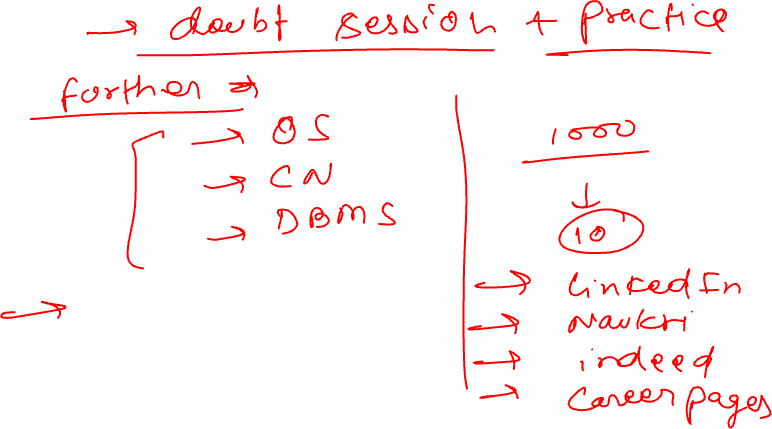 → doubt session + Practice
further →
→ OS
→ CN
→ DBMS
→
1000
↓
10
→ LinkedIn
→ Naukri
→ indeed
→ Career pages